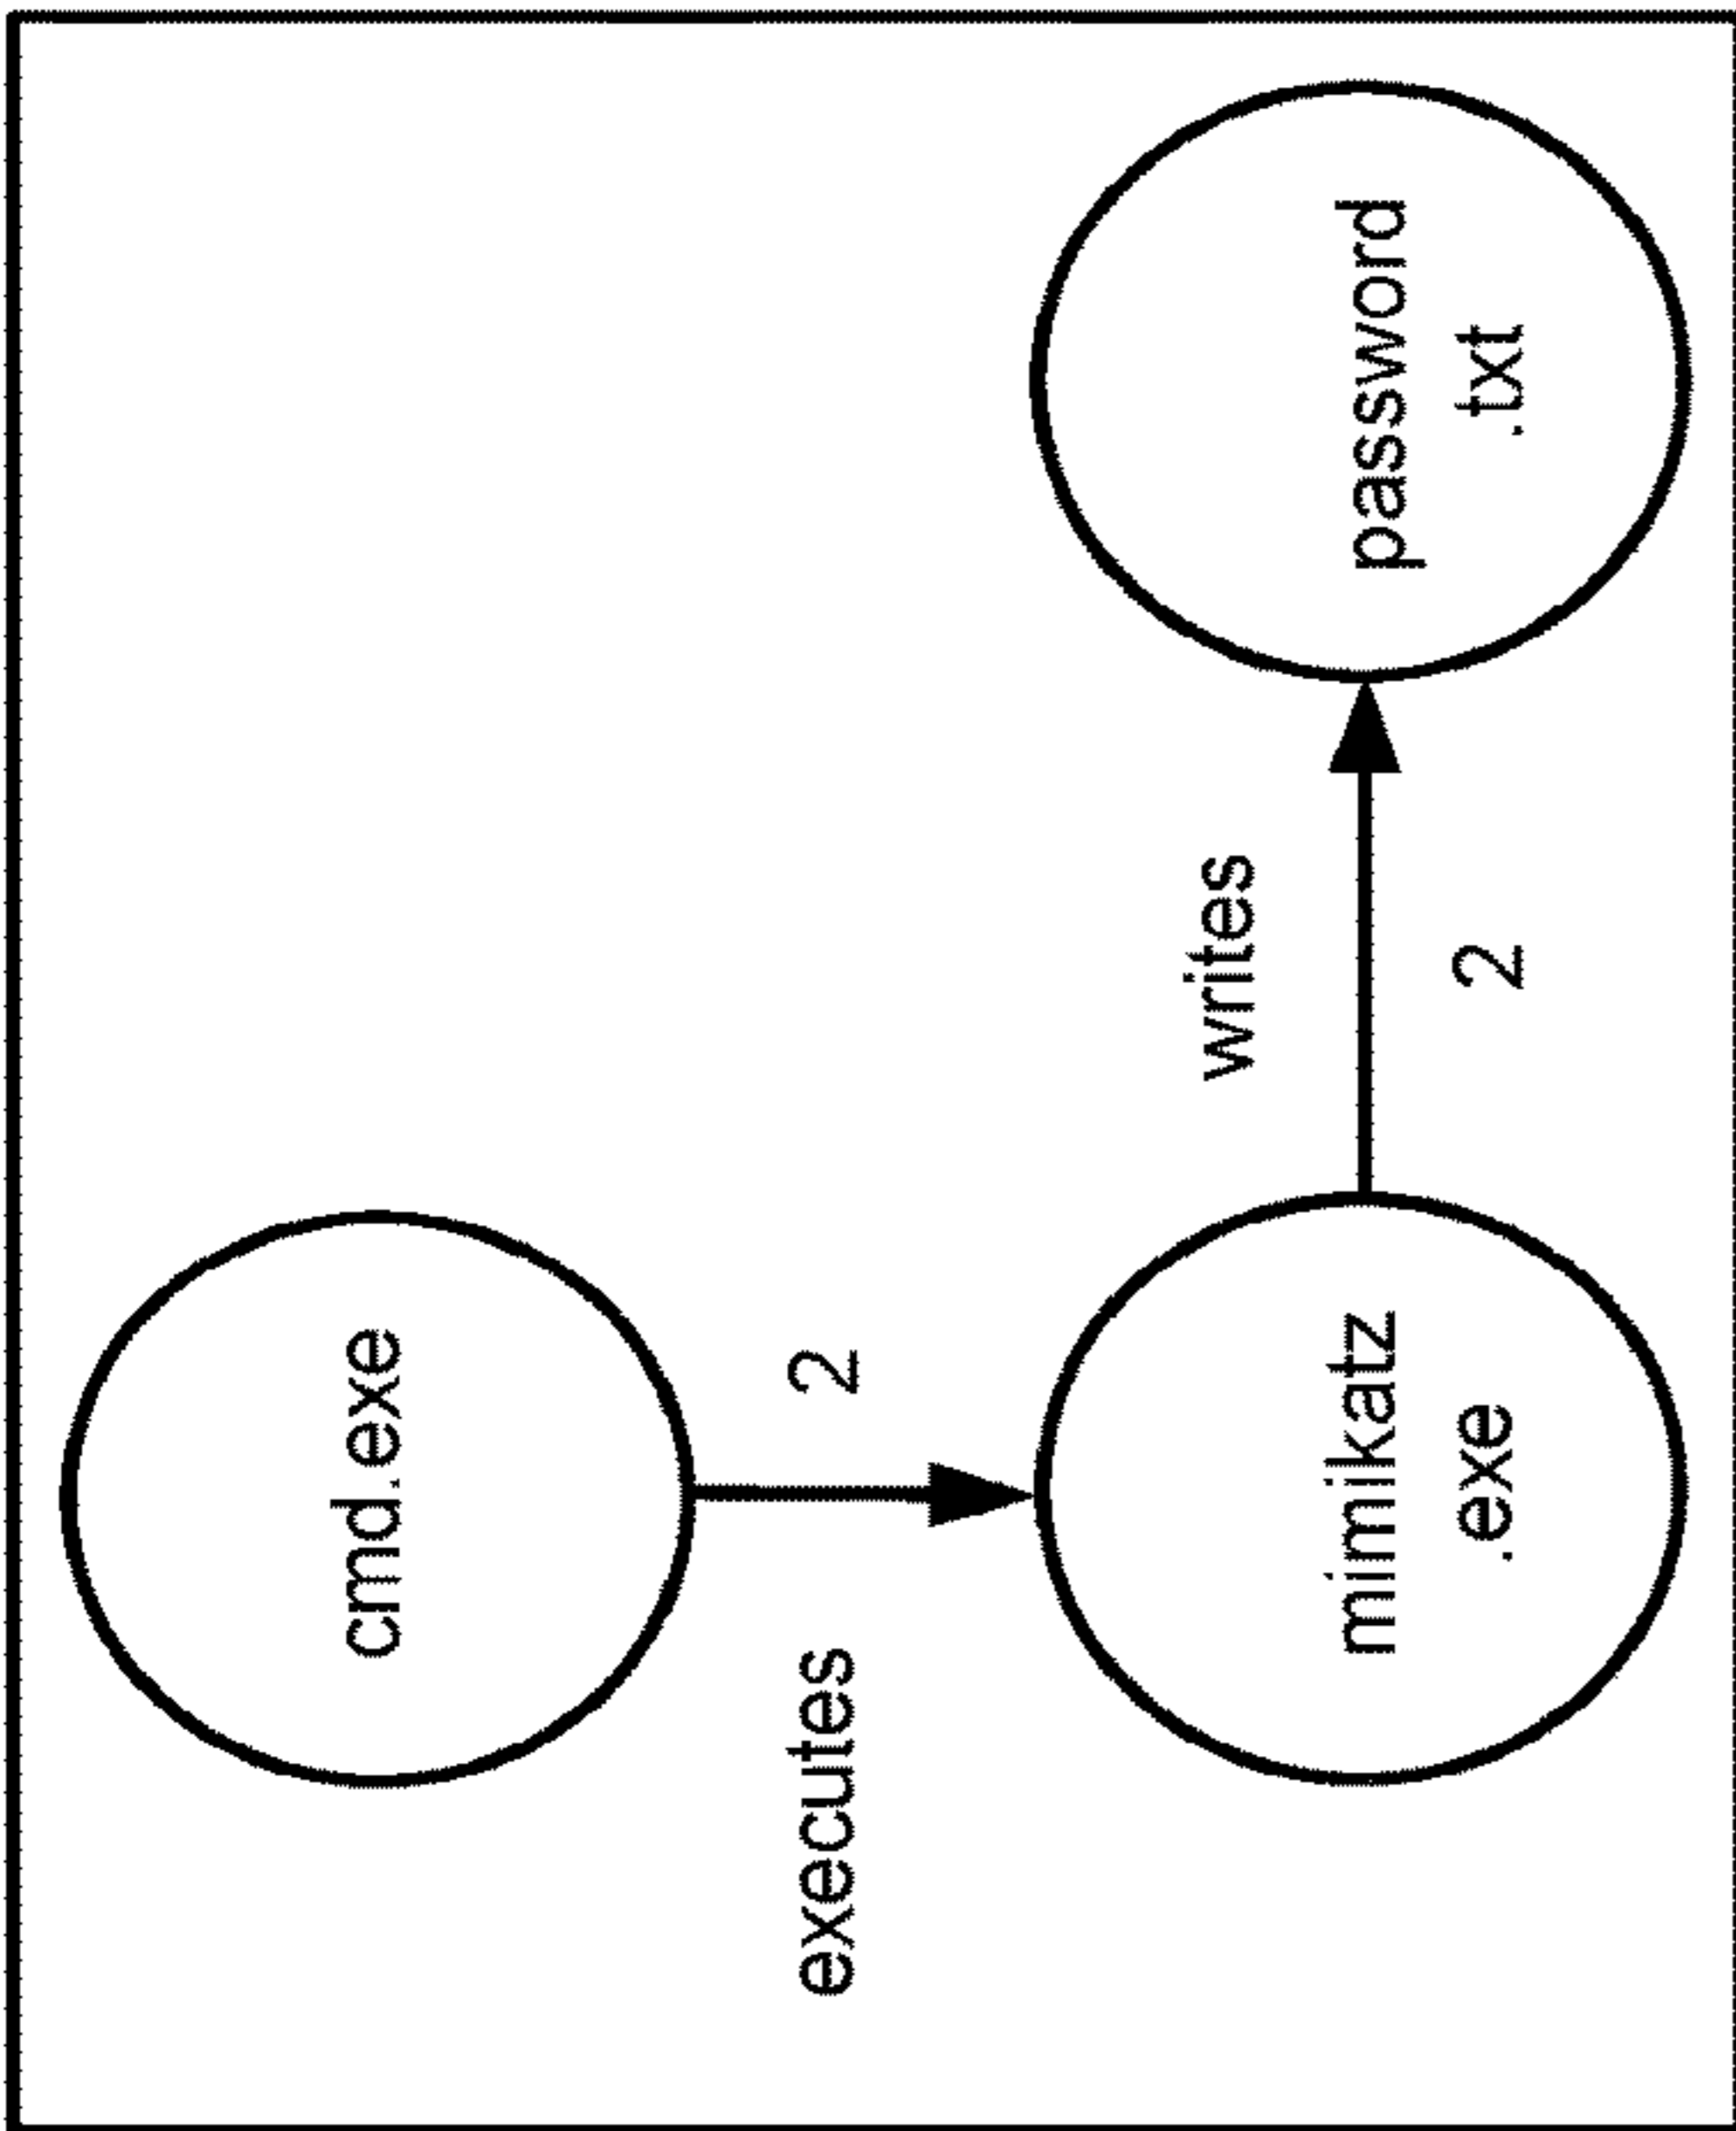 cmd.exe
executes
2
mimikatz
.exe
writes
2
password
.txt